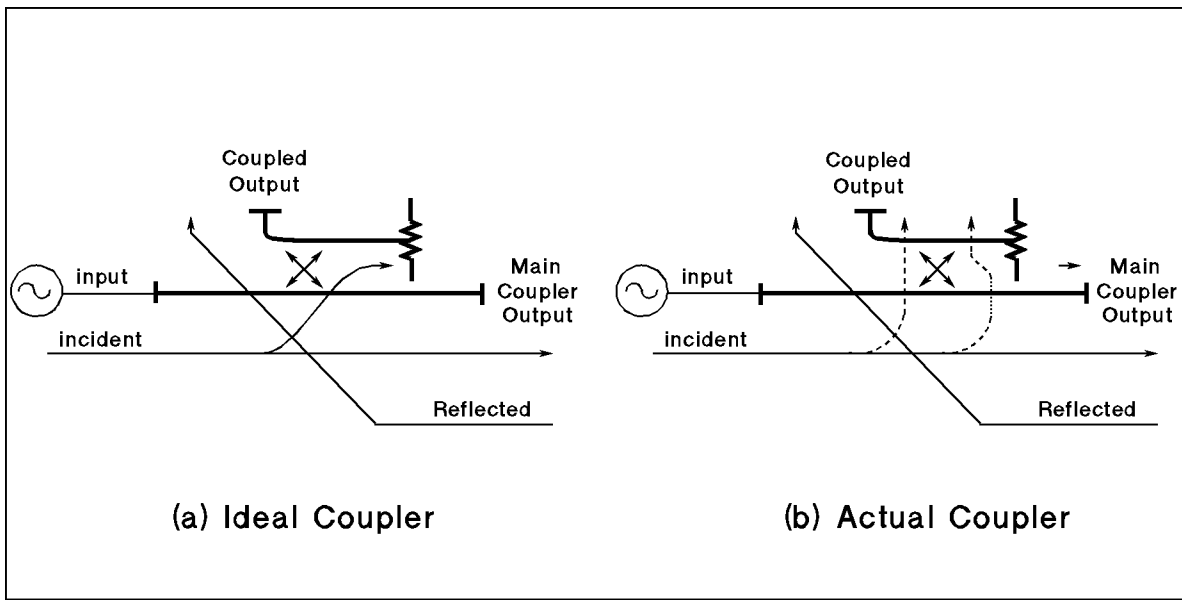 Coupled
Output
input
Main
Coupler
Output
incident
Reflected
(a) Ideal Coupler
Coupled
Output
input
Main
Coupler
Output
incident
Reflected
(b) Actual Coupler